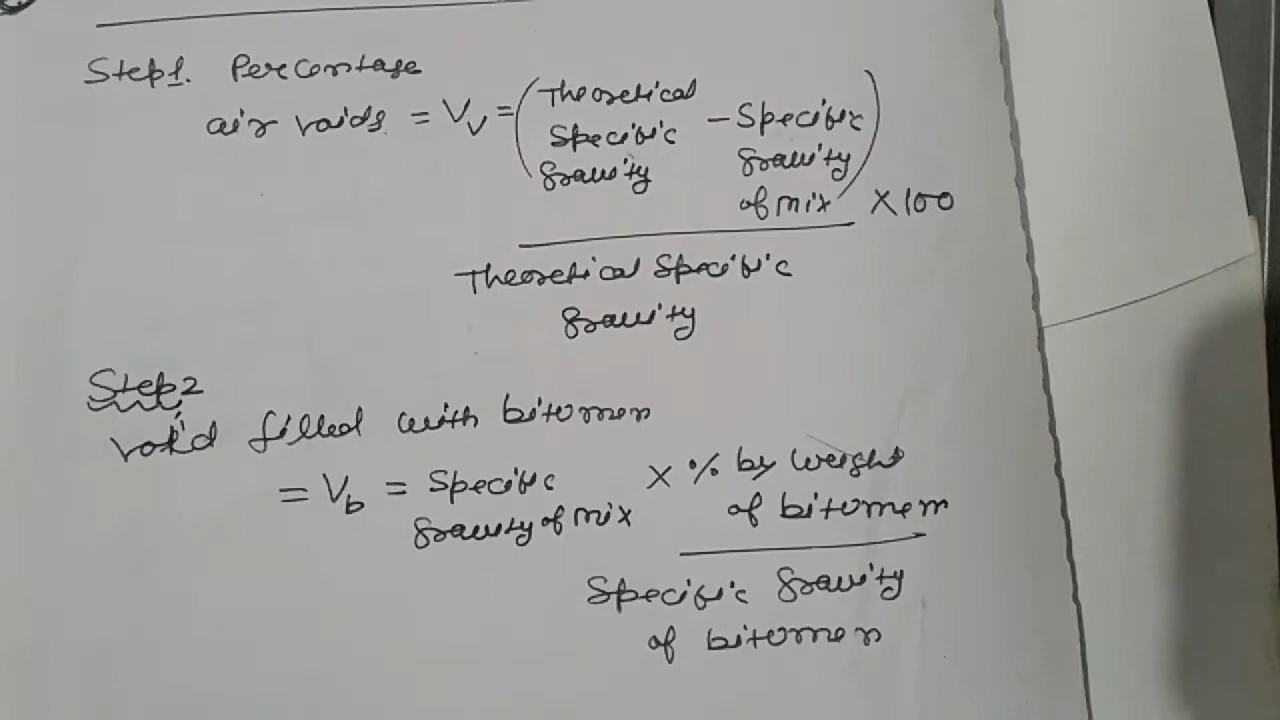 Step1. Percentage
air voids = Vv = (Theoretical Specific gravity - Specific gravity of mix) × 100
Theoretical Specific
gravity
Step2
void filled with bitumen
= Vb = Specific gravity of mix × % by weight of bitumen
Specific gravity
of bitumen